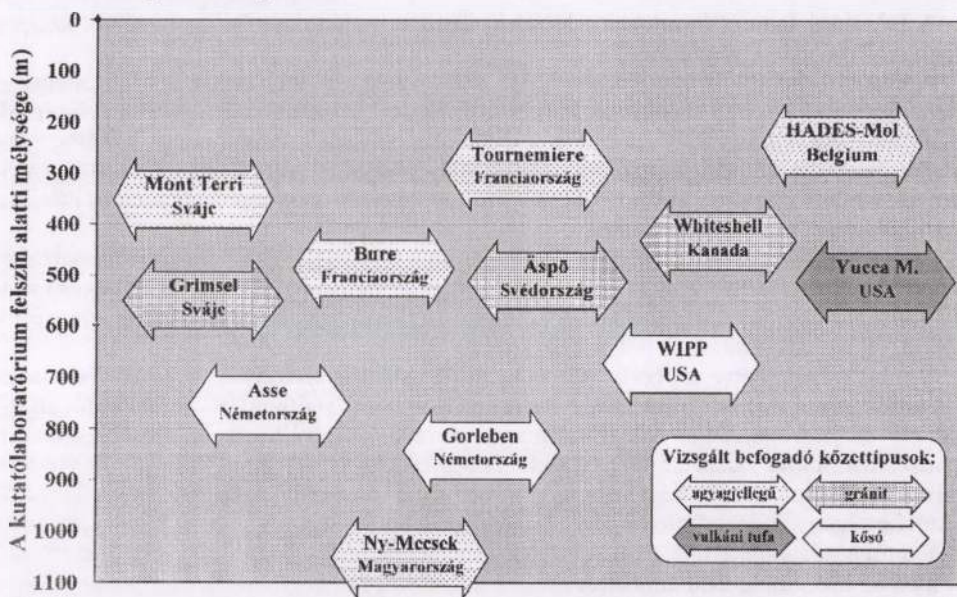 A kutatólaboratórium felszín alatti mélysége (m)
0
100
200
300
400
500
600
700
800
900
1000
1100
HADES-Mol
Belgium
Tournemiere
Franciaország
Mont Terri
Svájc
Whiteshell
Kanada
Bure
Franciaország
Äspö
Svédország
Yucca M.
USA
Grimsel
Svájc
WIPP
USA
Asse
Németország
Gorleben
Németország
Ny-Mecsek
Magyarország
Vizsgált befogadó kőzettípusok:
agyagjellegű
gránit
vulkáni tufa
kősó